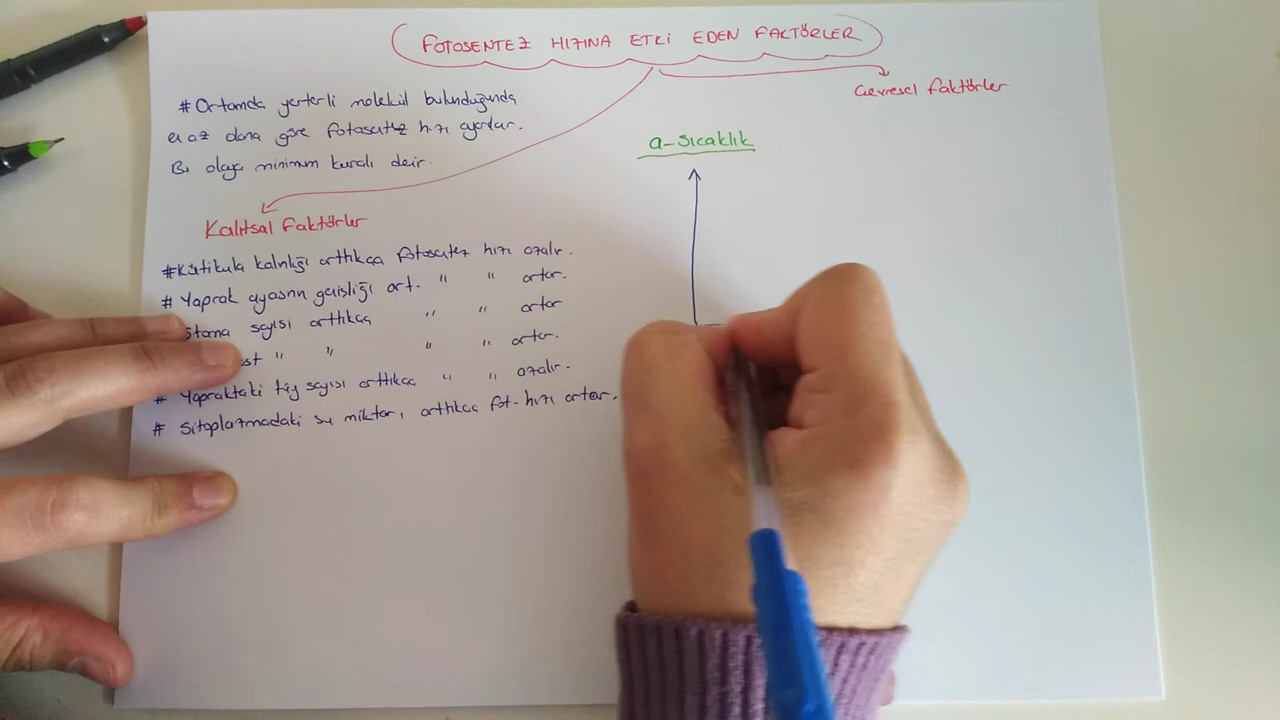 FOTOSENTEZ HIZINA ETKİ EDEN FAKTÖRLER
Çevresel faktörler
# Ortamda yeterli molekül bulunduğunda
en az olana göre fotosentez hızı ayarlar.
Bu olaya minimum kuralı denir.
a-Sıcaklık
Kalıtsal faktörler
# Kütikula kalınlığı arttıkça fotosentez hızı azalır.
# Yaprak ayasının genişliği art. " " artar.
Stoma sayısı arttıkça " " artar
" " " " artar.
# Yapraktaki tüy sayısı arttıkça " " azalır.
# Sitoplazmadaki su miktarı arttıkça fot- hızı artar.